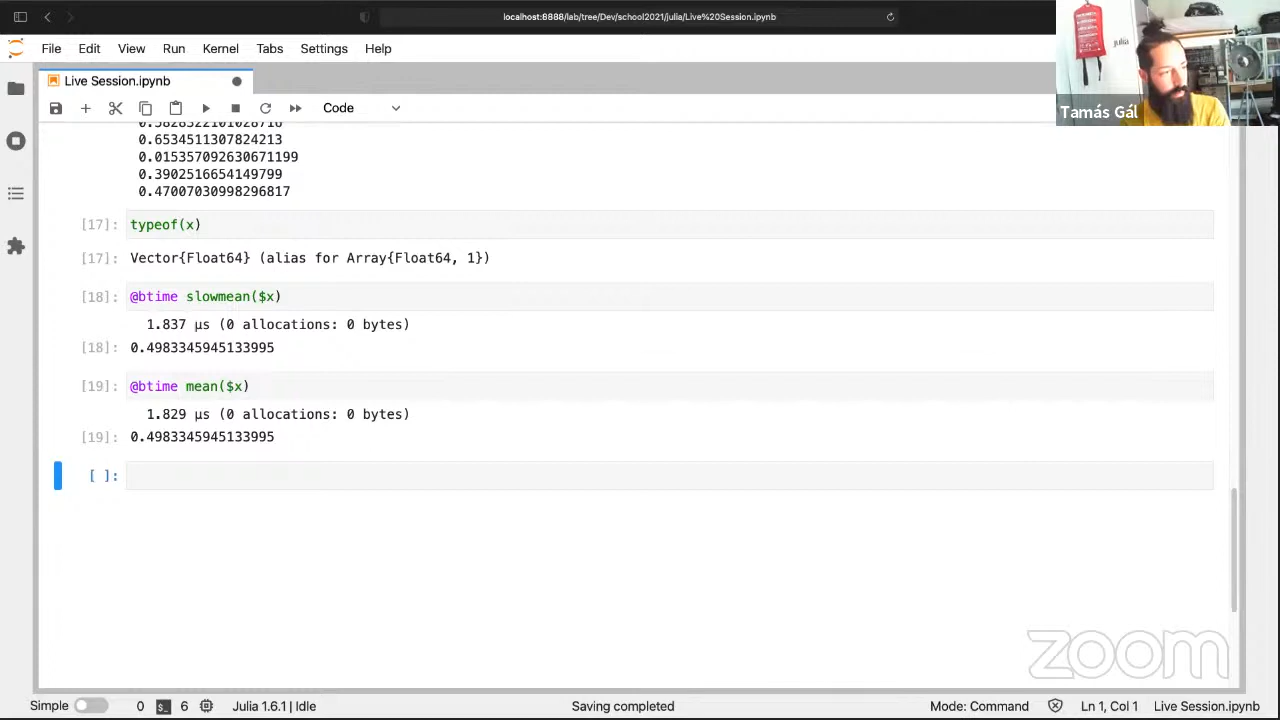 localhost:8888/lab/tree/Dev/school2021/julia/Live%20Session.ipynb
File Edit View Run Kernel Tabs Settings Help
julia
Tamás Gál
Live Session.ipynb
Code
0.6534511307824213
0.015357092630671199
0.3902516654149799
0.47007030998296817
[17]: typeof(x)
[17]: Vector{Float64} (alias for Array{Float64, 1})
[18]: @btime slowmean($x)
1.837 μs (0 allocations: 0 bytes)
[18]: 0.4983345945133995
[19]: @btime mean($x)
1.829 μs (0 allocations: 0 bytes)
[19]: 0.4983345945133995
[ ]:
zoom
Simple 0 $_ 6 Julia 1.6.1 | Idle Saving completed Mode: Command Ln 1, Col 1 Live Session.ipynb